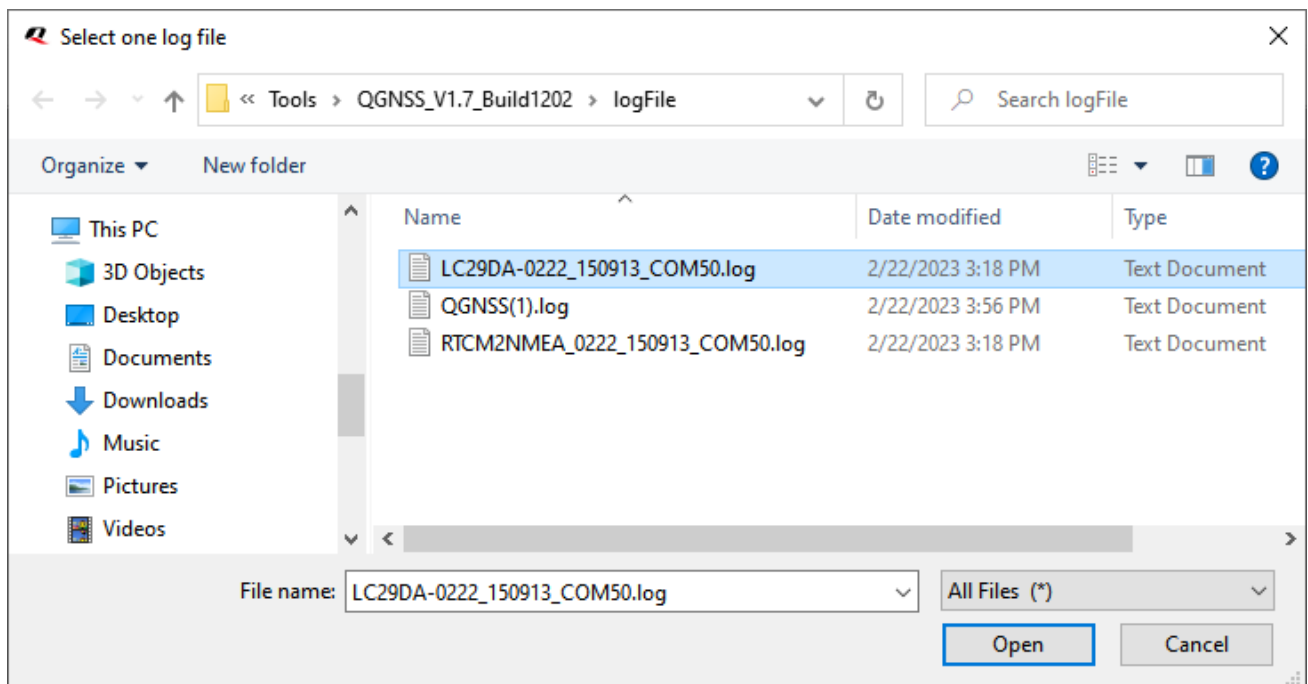 Select one log file
« Tools › QGNSS_V1.7_Build1202 › logFile
Search logFile
Organize New folder
?
Name Date modified Type
This PC
3D Objects
Desktop
Documents
Downloads
Music
Pictures
Videos
LC29DA-0222_150913_COM50.log 2/22/2023 3:18 PM Text Document
QGNSS(1).log 2/22/2023 3:56 PM Text Document
RTCM2NMEA_0222_150913_COM50.log 2/22/2023 3:18 PM Text Document
File name: LC29DA-0222_150913_COM50.log All Files (*)
Open Cancel